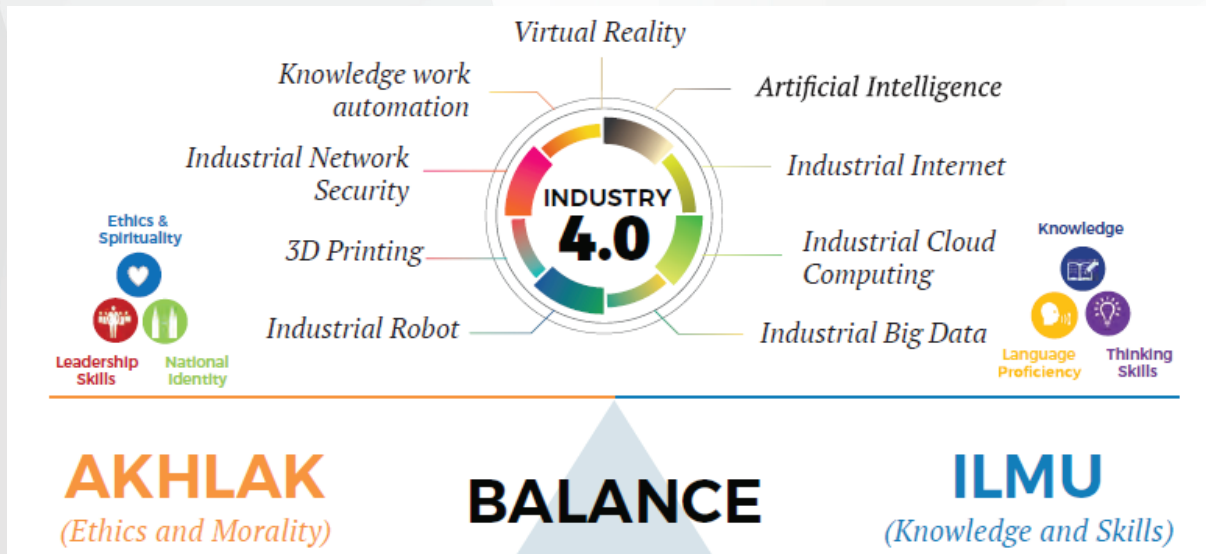 Virtual Reality
Knowledge work
automation
Artificial Intelligence
Industrial Network
Security
Industrial Internet
INDUSTRY
4.0
3D Printing
Industrial Cloud
Computing
Industrial Robot
Industrial Big Data
Ethics &
Spirituality
Leadership
Skills
National
Identity
Knowledge
Language
Proficiency
Thinking
Skills
AKHLAK
(Ethics and Morality)
BALANCE
ILMU
(Knowledge and Skills)